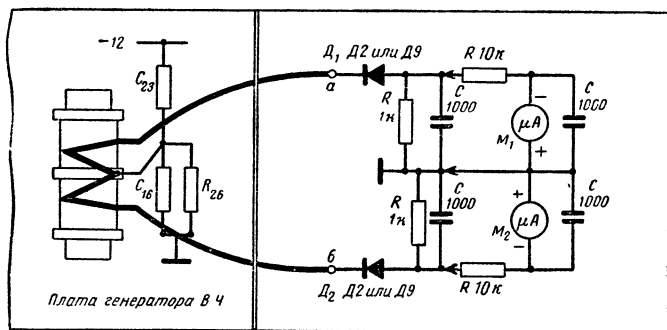 -12
C23
C16
R26
Плата генератора ВЧ
Д1 Д2 или Д9
а
R 10к
R
1к
C
1000
-
μA
M1
+
C
1000
R
1к
C
1000
+
μA
M2
-
C
1000
б
Д2 Д2 или Д9
R 10к